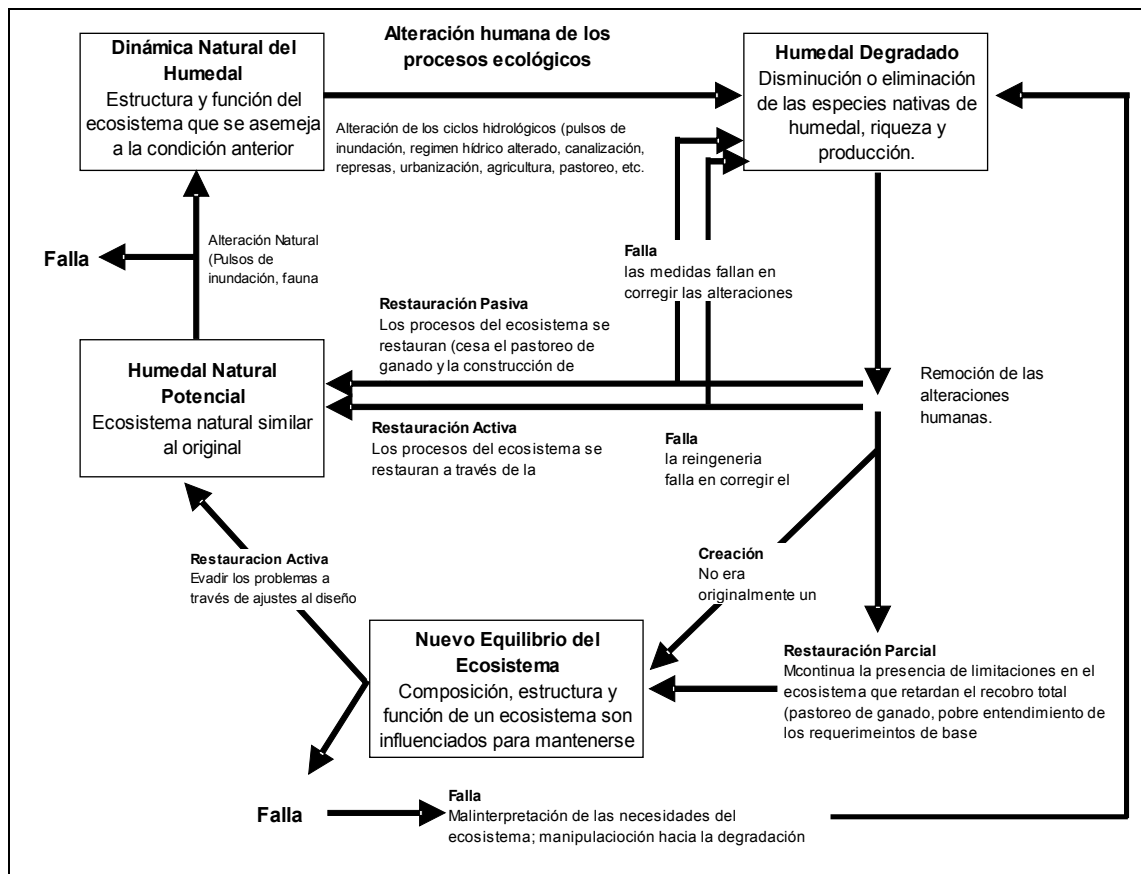 Dinámica Natural del
Humedal
Estructura y función del
ecosistema que se asemeja
a la condición anterior
Alteración humana de los
procesos ecológicos
Alteración de los ciclos hidrológicos (pulsos de
inundación, regimen hídrico alterado, canalización,
represas, urbanización, agricultura, pastoreo, etc.
Humedal Degradado
Disminución o eliminación
de las especies nativas de
humedal, riqueza y
producción.
Falla
Alteración Natural
(Pulsos de
inundación, fauna
Falla
las medidas fallan en
corregir las alteraciones
Restauración Pasiva
Los procesos del ecosistema se
restauran (cesa el pastoreo de
ganado y la construcción de
Humedal Natural
Potencial
Ecosistema natural similar
al original
Remoción de las
alteraciones
humanas.
Restauración Activa
Los procesos del ecosistema se
restauran a través de la
Falla
la reingeneria
falla en corregir el
Restauracion Activa
Evadir los problemas a
través de ajustes al diseño
Creación
No era
originalmente un
Nuevo Equilibrio del
Ecosistema
Composición, estructura y
función de un ecosistema son
influenciados para mantenerse
Restauración Parcial
Mcontinua la presencia de limitaciones en el
ecosistema que retardan el recobro total
(pastoreo de ganado, pobre entendimiento de
los requerimeintos de base
Falla
Falla
Malinterpretación de las necesidades del
ecosistema; manipulacioción hacia la degradación